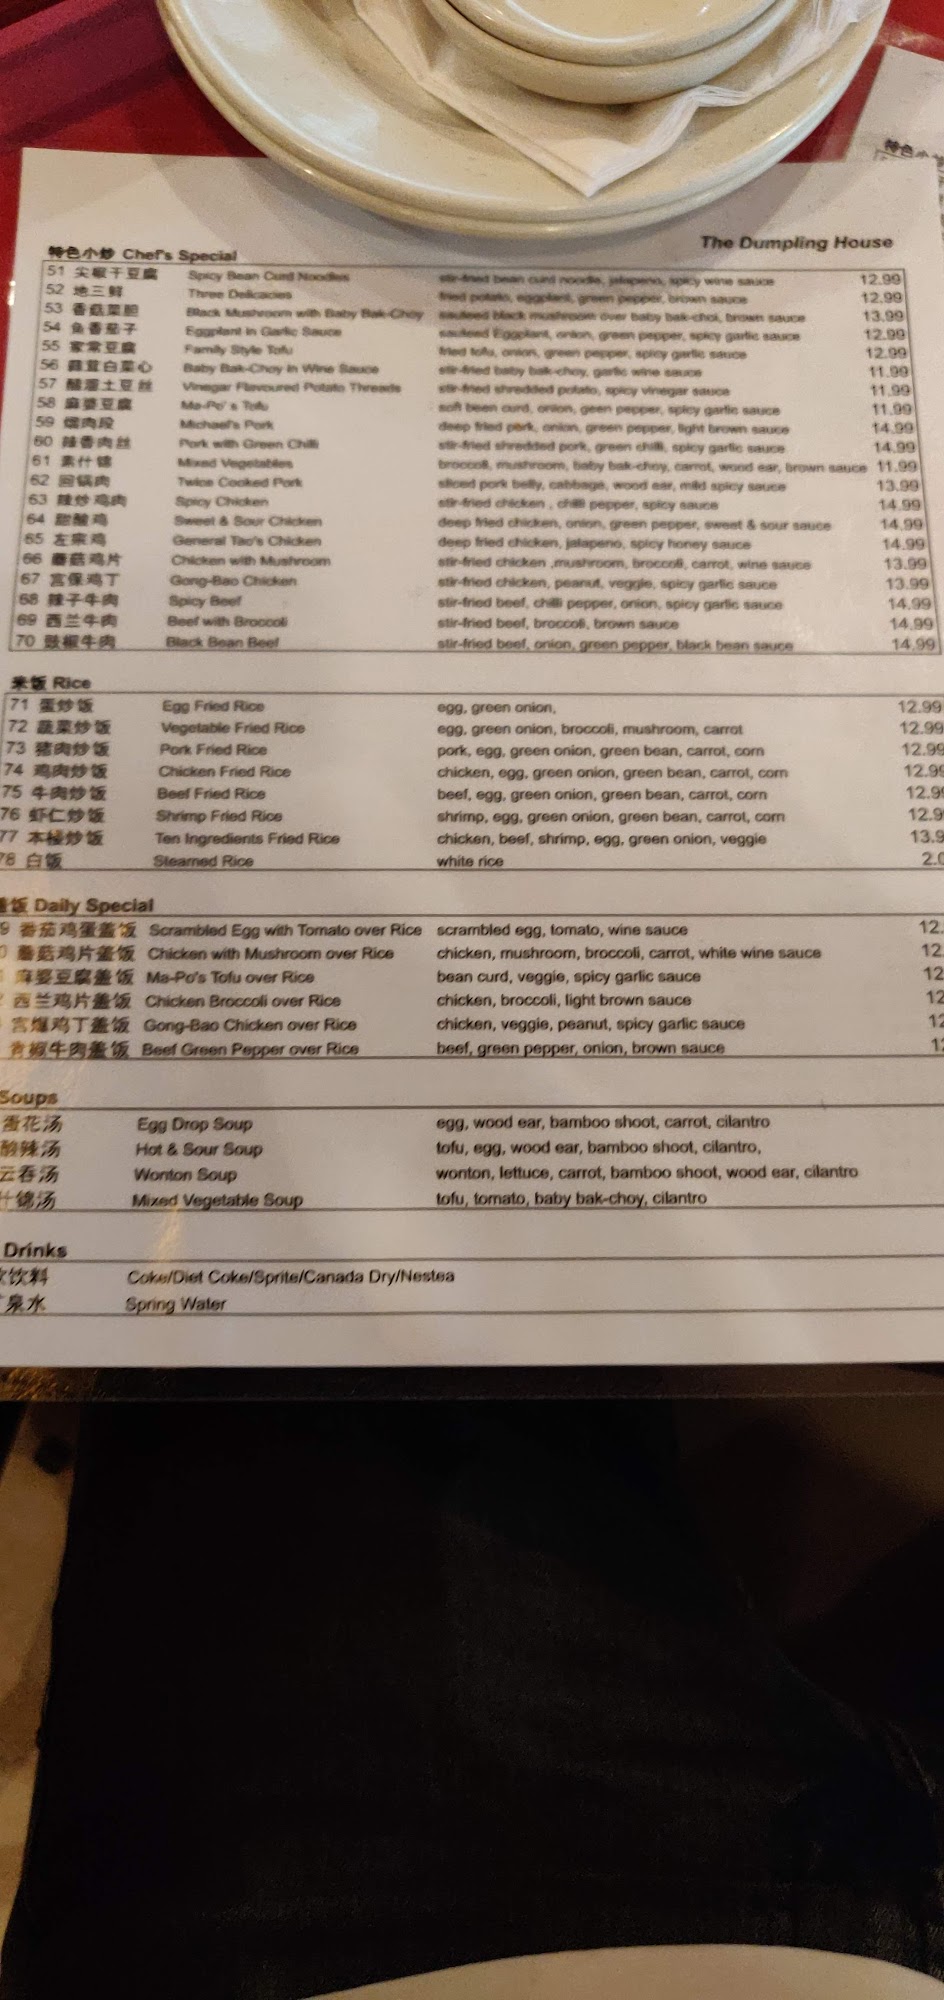 The Dumpling House
特色小炒 Chef's Special
51 尖椒干豆腐 Spicy Bean Curd Noodles stir-fried bean curd noodle, jalapeno, spicy wine sauce 12.99
52 地三鲜 Three Delicacies fried potato, eggplant, green pepper, brown sauce 12.99
53 香菇菜胆 Black Mushroom with Baby Bak-Choy sauteed black mushroom over baby bak-choi, brown sauce 13.99
54 鱼香茄子 Eggplant in Garlic Sauce sauteed Eggplant, onion, green pepper, spicy garlic sauce 12.99
55 家常豆腐 Family Style Tofu fried tofu, onion, green pepper, spicy garlic sauce 12.99
56 蒜茸白菜心 Baby Bak-Choy in Wine Sauce stir-fried baby bak-choy, garlic wine sauce 11.99
57 醋溜土豆丝 Vinegar Flavoured Potato Threads stir-fried shredded potato, spicy vinegar sauce 11.99
58 麻婆豆腐 Ma-Po' s Tofu soft been curd, onion, geen pepper, spicy garlic sauce 11.99
59 熘肉段 Michael's Pork deep fried pork, onion, green pepper, light brown sauce 14.99
60 辣香肉丝 Pork with Green Chilli stir-fried shredded pork, green chilli, spicy garlic sauce 14.99
61 素什锦 Mixed Vegetables broccoli, mushroom, baby bak-choy, carrot, wood ear, brown sauce 11.99
62 回锅肉 Twice Cooked Pork sliced pork belly, cabbage, wood ear, mild spicy sauce 13.99
63 辣炒鸡肉 Spicy Chicken stir-fried chicken , chilli pepper, spicy sauce 14.99
64 甜酸鸡 Sweet & Sour Chicken deep fried chicken, onion, green pepper, sweet & sour sauce 14.99
65 左宗鸡 General Tao's Chicken deep fried chicken, jalapeno, spicy honey sauce 14.99
66 蘑菇鸡片 Chicken with Mushroom stir-fried chicken ,mushroom, broccoli, carrot, wine sauce 13.99
67 宫保鸡丁 Gong-Bao Chicken stir-fried chicken, peanut, veggie, spicy garlic sauce 13.99
68 辣子牛肉 Spicy Beef stir-fried beef, chilli pepper, onion, spicy garlic sauce 14.99
69 西兰牛肉 Beef with Broccoli stir-fried beef, broccoli, brown sauce 14.99
70 豉椒牛肉 Black Bean Beef stir-fried beef, onion, green pepper, black bean sauce 14.99
米饭 Rice
71 蛋炒饭 Egg Fried Rice egg, green onion, 12.99
72 蔬菜炒饭 Vegetable Fried Rice egg, green onion, broccoli, mushroom, carrot 12.99
73 猪肉炒饭 Pork Fried Rice pork, egg, green onion, green bean, carrot, corn 12.99
74 鸡肉炒饭 Chicken Fried Rice chicken, egg, green onion, green bean, carrot, corn 12.99
75 牛肉炒饭 Beef Fried Rice beef, egg, green onion, green bean, carrot, corn 12.99
76 虾仁炒饭 Shrimp Fried Rice shrimp, egg, green onion, green bean, carrot, corn 12.9
77 本楼炒饭 Ten Ingredients Fried Rice chicken, beef, shrimp, egg, green onion, veggie 13.9
78 白饭 Steamed Rice white rice 2.0
盖饭 Daily Special
9 番茄鸡蛋盖饭 Scrambled Egg with Tomato over Rice scrambled egg, tomato, wine sauce 12.
蘑菇鸡片盖饭 Chicken with Mushroom over Rice chicken, mushroom, broccoli, carrot, white wine sauce 12
麻婆豆腐盖饭 Ma-Po's Tofu over Rice bean curd, veggie, spicy garlic sauce 12
西兰鸡片盖饭 Chicken Broccoli over Rice chicken, broccoli, light brown sauce 12
宫爆鸡丁盖饭 Gong-Bao Chicken over Rice chicken, veggie, peanut, spicy garlic sauce 12
青椒牛肉盖饭 Beef Green Pepper over Rice beef, green pepper, onion, brown sauce 12
Soups
蛋花汤 Egg Drop Soup egg, wood ear, bamboo shoot, carrot, cilantro
酸辣汤 Hot & Sour Soup tofu, egg, wood ear, bamboo shoot, cilantro,
云吞汤 Wonton Soup wonton, lettuce, carrot, bamboo shoot, wood ear, cilantro
什锦汤 Mixed Vegetable Soup tofu, tomato, baby bak-choy, cilantro
Drinks
饮料 Coke/Diet Coke/Sprite/Canada Dry/Nestea
泉水 Spring Water